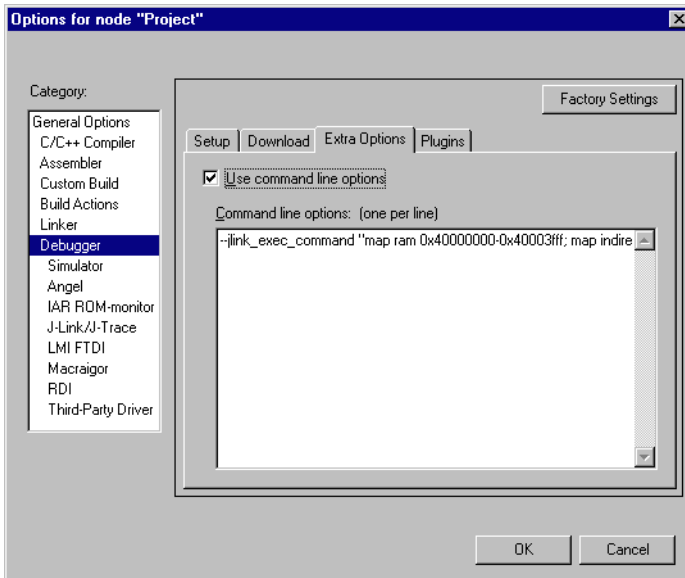 Options for node "Project"
Category:
General Options
C/C++ Compiler
Assembler
Custom Build
Build Actions
Linker
Debugger
Simulator
Angel
IAR ROM-monitor
J-Link/J-Trace
LMI FTDI
Macraigor
RDI
Third-Party Driver
Factory Settings
Setup Download Extra Options Plugins
Use command line options
Command line options: (one per line)
--jlink_exec_command "map ram 0x40000000-0x40003fff; map indire
OK Cancel